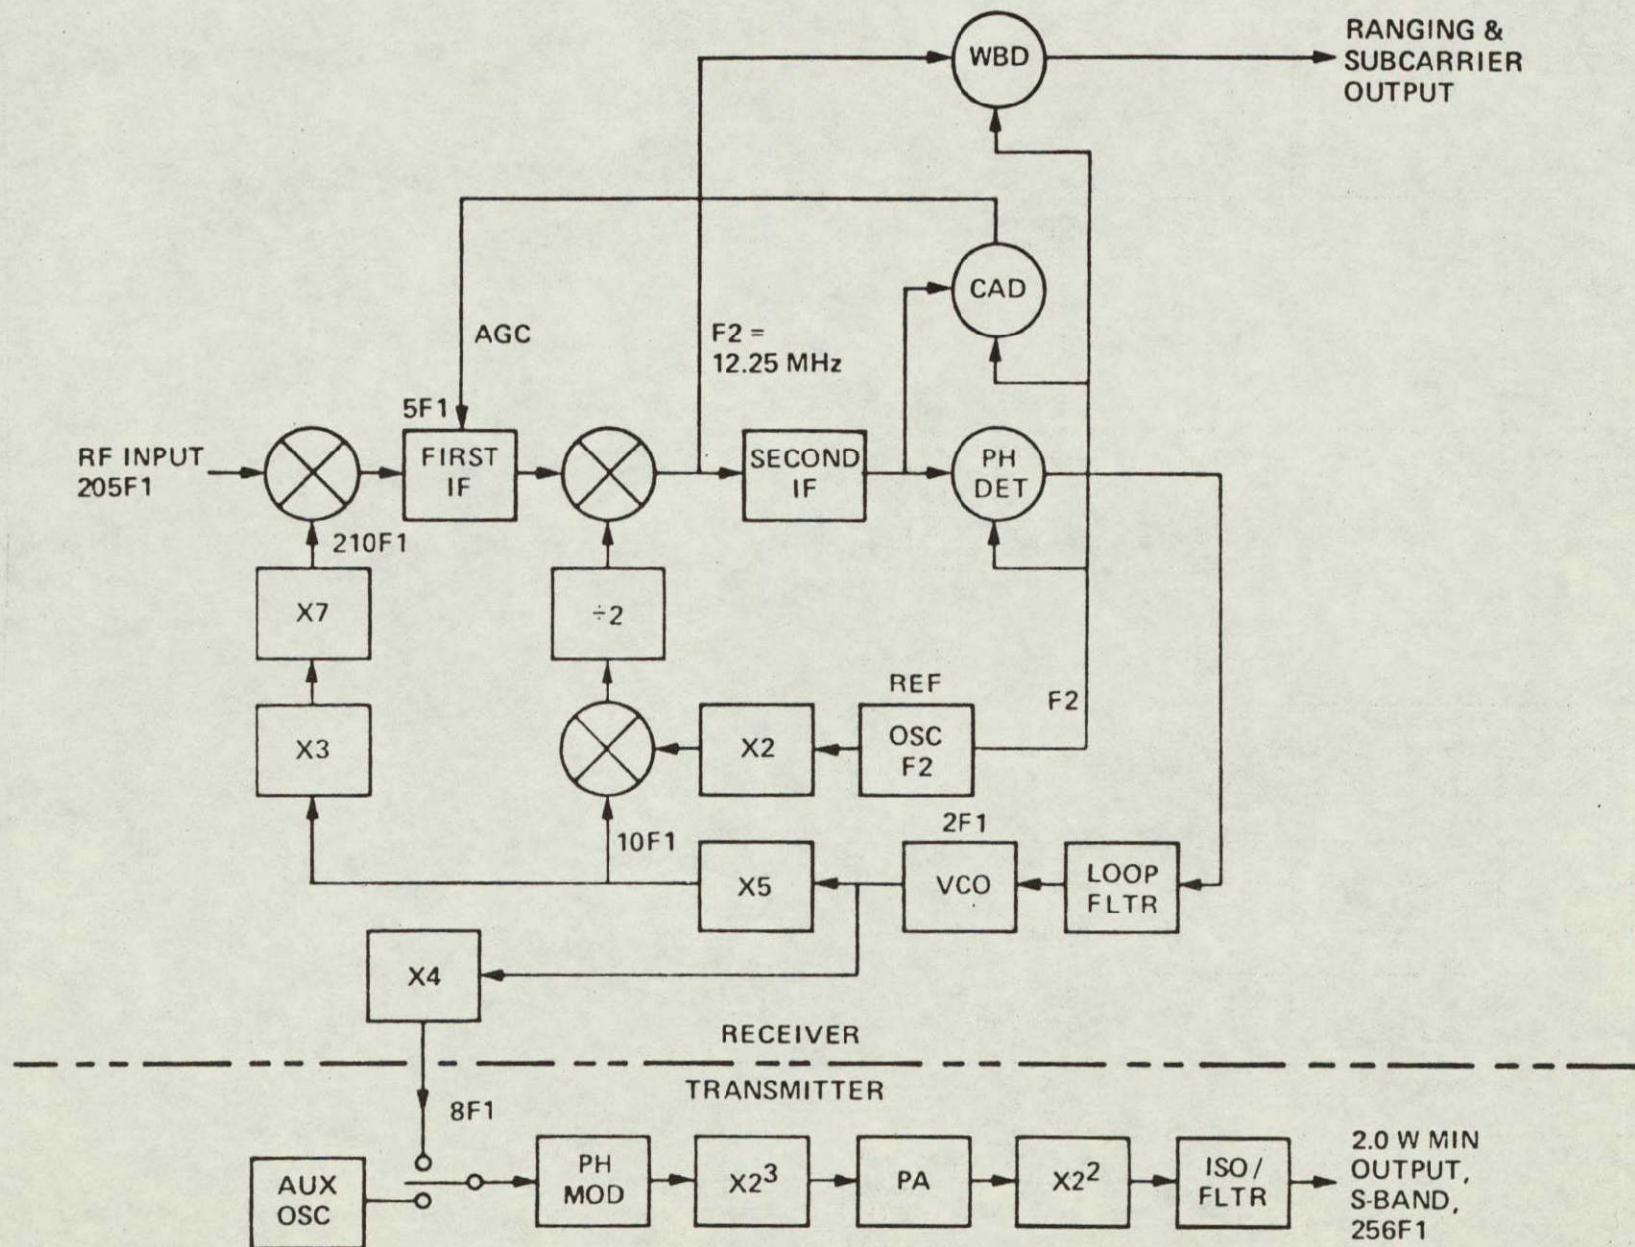 WBD
RANGING &
SUBCARRIER
OUTPUT
CAD
AGC
F2 =
12.25 MHz
5F1
RF INPUT
205F1
FIRST
IF
SECOND
IF
PH
DET
210F1
X7
÷2
REF
F2
X3
X2
OSC
F2
2F1
10F1
X5
VCO
LOOP
FLTR
X4
RECEIVER
TRANSMITTER
8F1
AUX
OSC
PH
MOD
X2³
PA
X2²
ISO/
FLTR
2.0 W MIN
OUTPUT,
S-BAND,
256F1